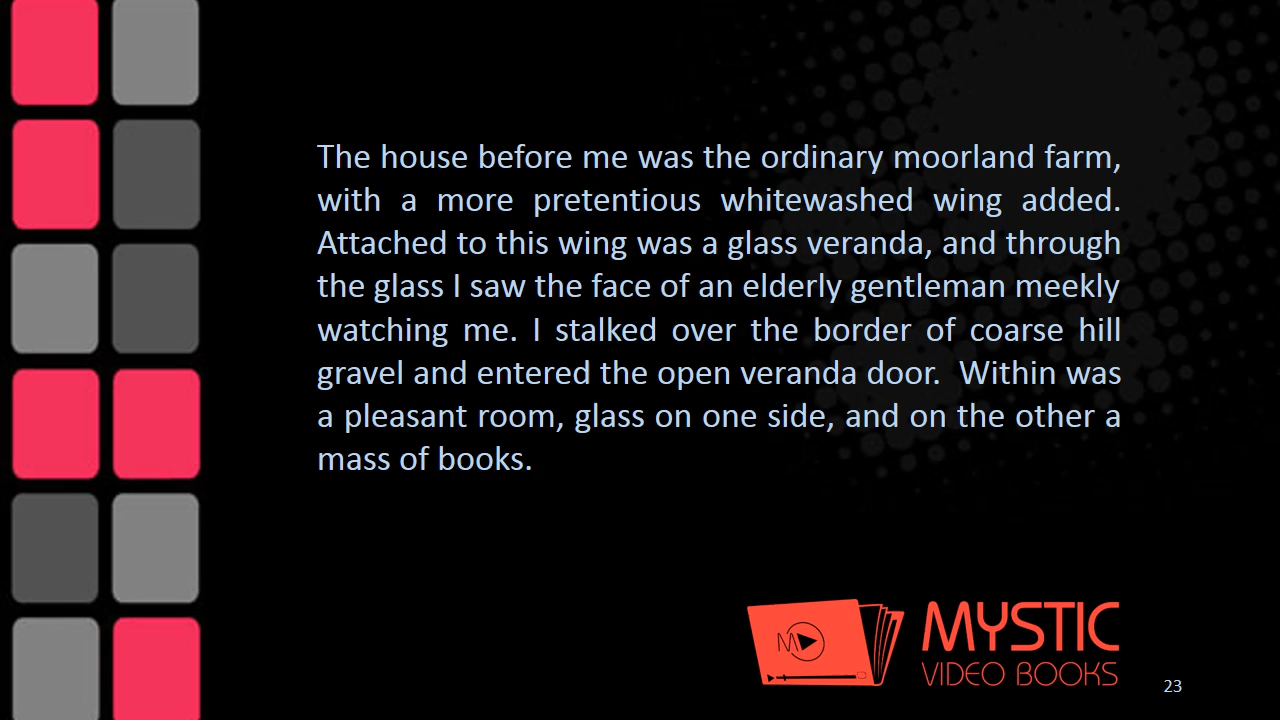 The house before me was the ordinary moorland farm,
with a more pretentious whitewashed wing added.
Attached to this wing was a glass veranda, and through
the glass I saw the face of an elderly gentleman meekly
watching me. I stalked over the border of coarse hill
gravel and entered the open veranda door.  Within was
a pleasant room, glass on one side, and on the other a
mass of books.
M
MYSTIC
VIDEO BOOKS
23